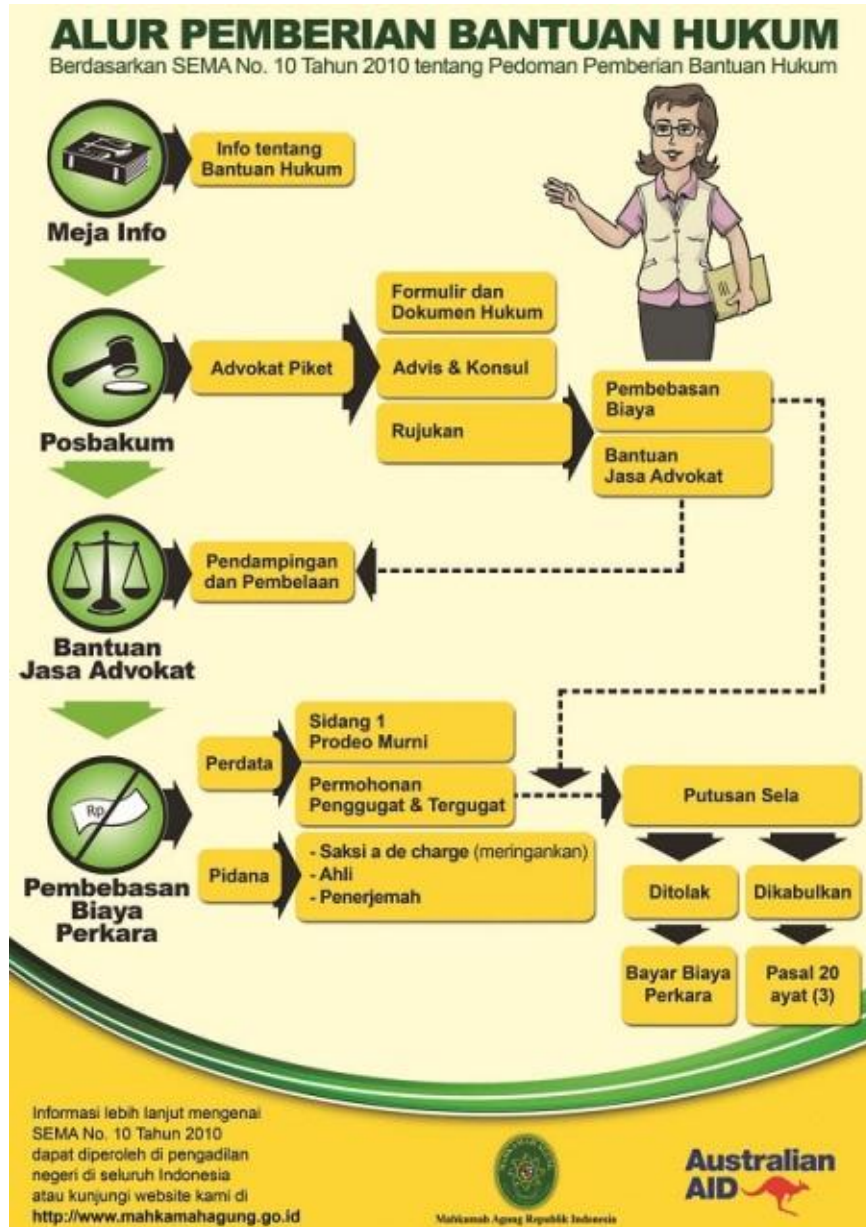 ALUR PEMBERIAN BANTUAN HUKUM
Berdasarkan SEMA No. 10 Tahun 2010 tentang Pedoman Pemberian Bantuan Hukum
Info tentang
Bantuan Hukum
Meja Info
Formulir dan
Dokumen Hukum
Advokat Piket
Advis & Konsul
Rujukan
Pembebasan
Biaya
Bantuan
Jasa Advokat
Posbakum
Pendampingan
dan Pembelaan
Bantuan
Jasa Advokat
Perdata
Sidang 1
Prodeo Murni
Permohonan
Penggugat & Tergugat
Putusan Sela
Rp
Pidana
- Saksi a de charge (meringankan)
- Ahli
- Penerjemah
Pembebasan
Biaya
Perkara
Ditolak
Dikabulkan
Bayar Biaya
Perkara
Pasal 20
ayat (3)
Informasi lebih lanjut mengenai
SEMA No. 10 Tahun 2010
dapat diperoleh di pengadilan
negeri di seluruh Indonesia
atau kunjungi website kami di
http://www.mahkamahagung.go.id
MAHKAMAH AGUNG
Mahkamah Agung Republik Indonesia
Australian
AID